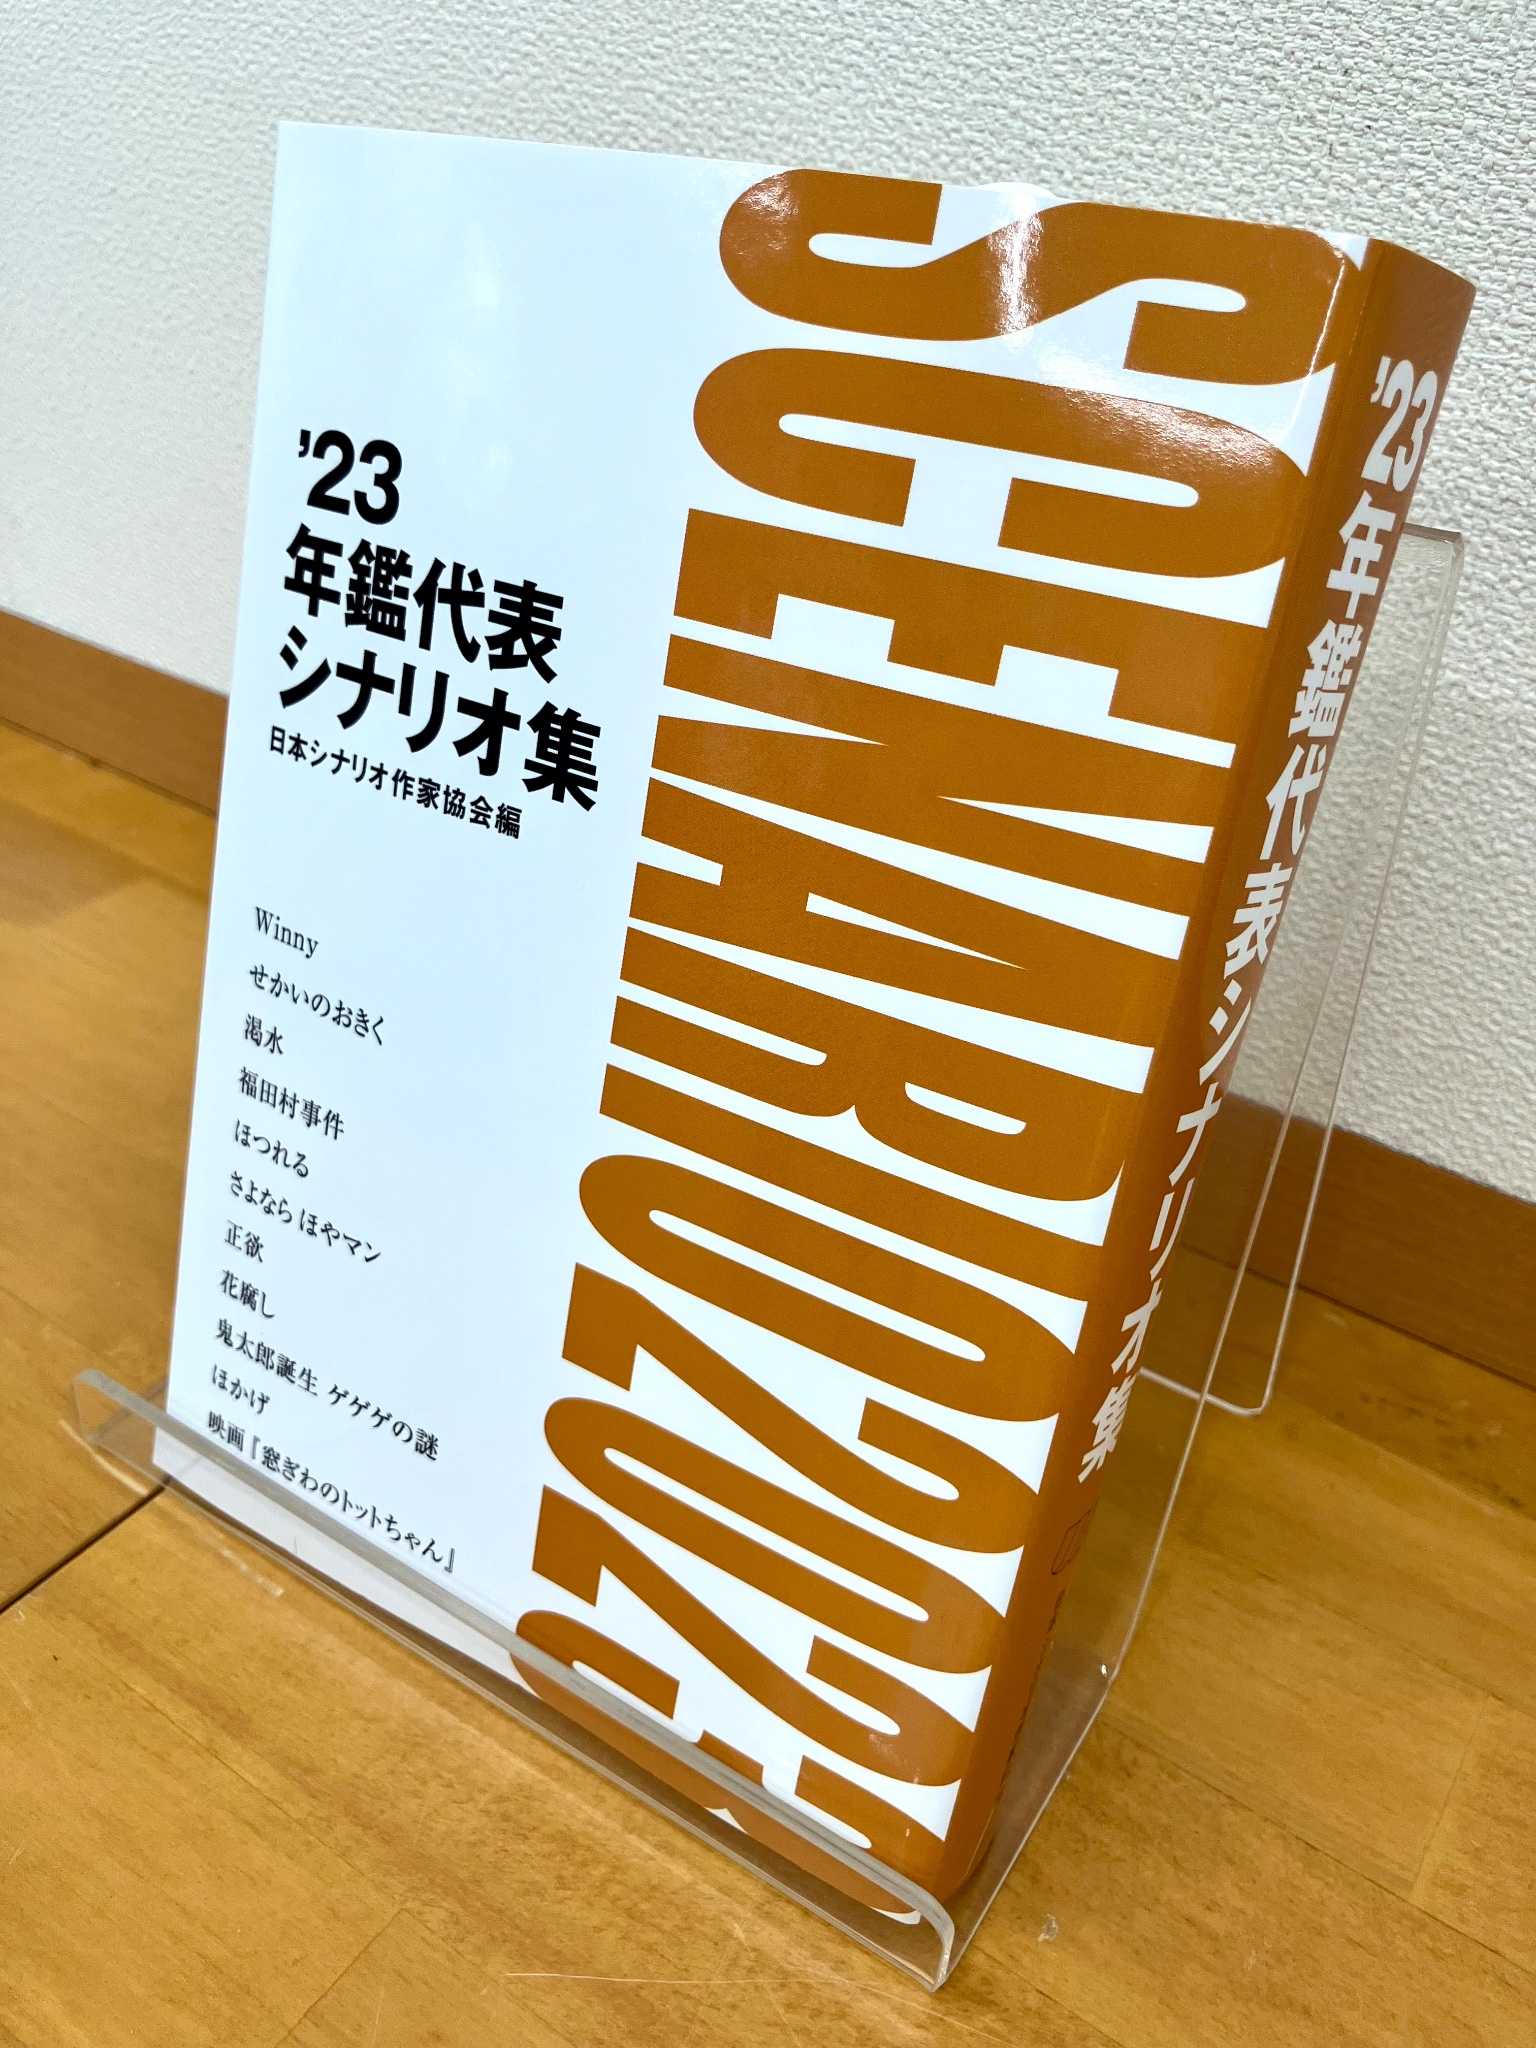 ’23
年鑑代表
シナリオ集
日本シナリオ作家協会編
Winny
せかいのおきく
渇水
福田村事件
ほつれる
さよなら ほやマン
正欲
花腐し
鬼太郎誕生 ゲゲゲの謎
ほかげ
映画『窓ぎわのトットちゃん』
SCENARIO2023
’23年鑑代表シナリオ集